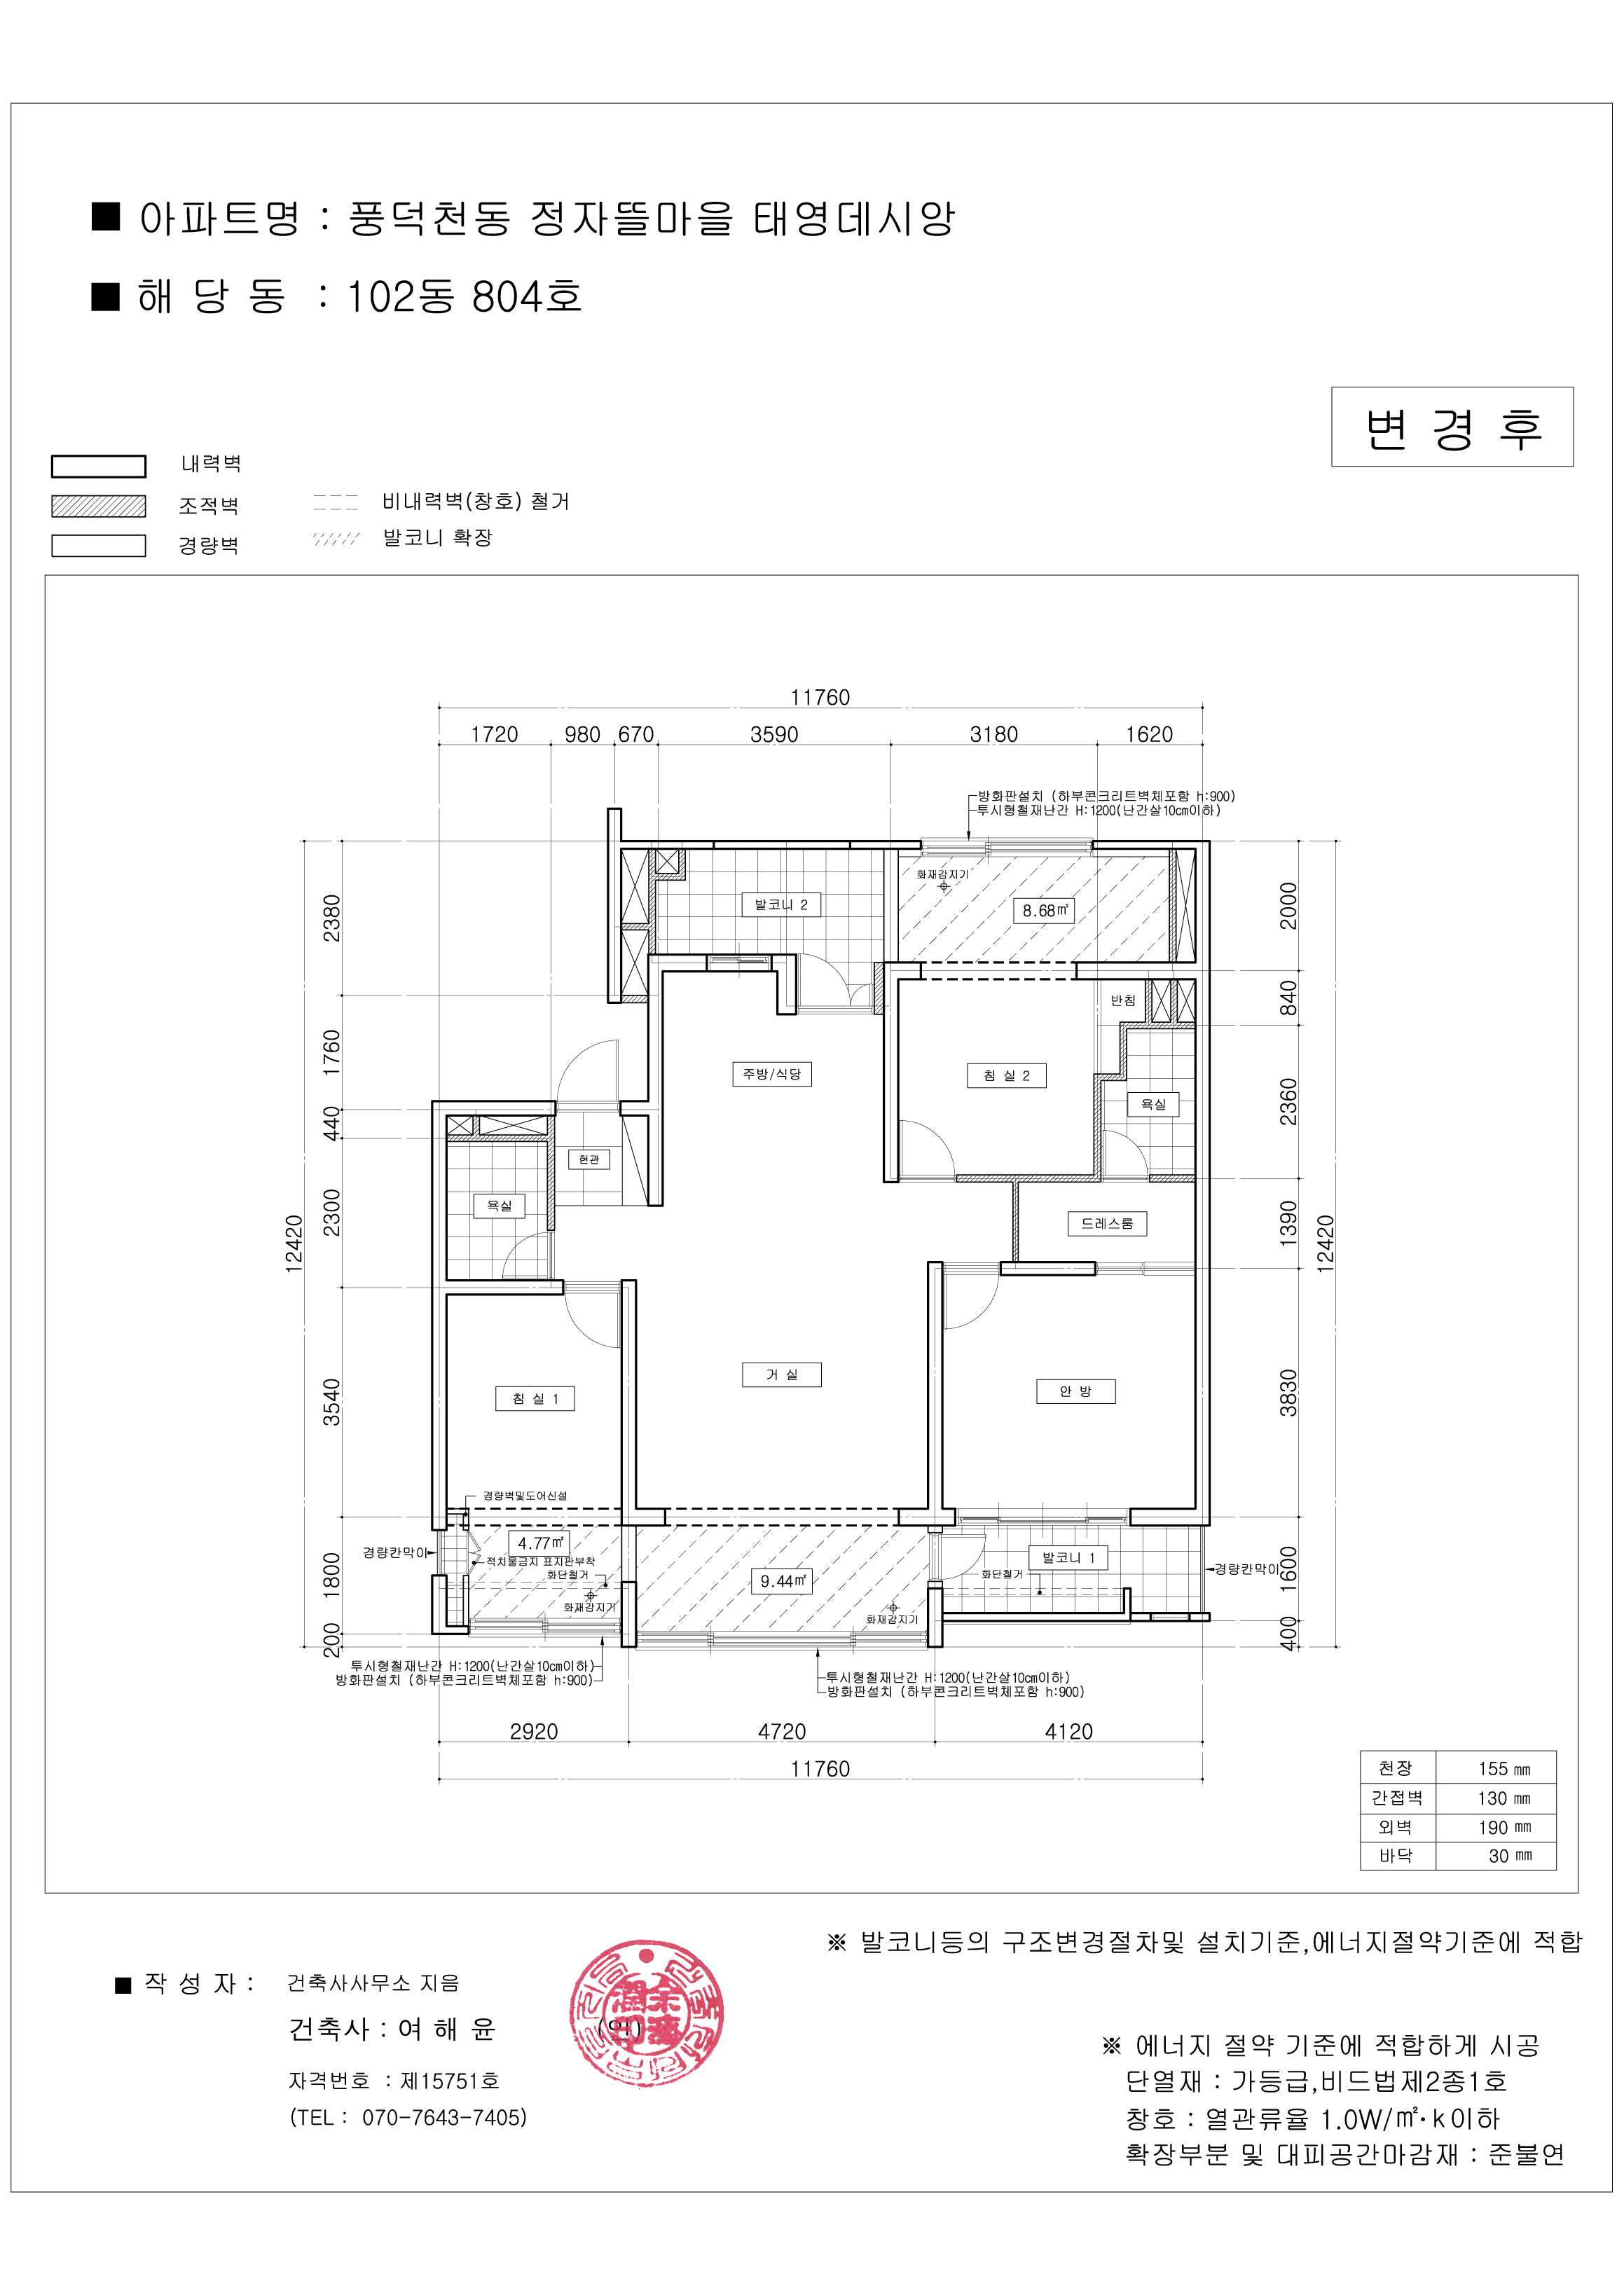 ■ 아파트명 : 풍덕천동 정자뜰마을 태영데시앙
■ 해 당 동 : 102동 804호
변 경 후
내력벽
조적벽
경량벽
비내력벽(창호) 철거
발코니 확장
11760
1720 980 670 3590 3180 1620
방화판설치 (하부콘크리트벽체포함 h:900)
투시형철재난간 H:1200(난간살10cm이하)
화재감지기
발코니 2
8.68㎡
2380
2000
840
반침
1760
주방/식당
침 실 2
욕실
2360
440
현관
욕실
2300
드레스룸
1390
12420
12420
거 실
침 실 1
안 방
3540
3830
경량벽및도어신설
4.77㎡
경량칸막이
적치물금지 표지판부착
화단철거
화재감지기
9.44㎡
화재감지기
발코니 1
화단철거
경량칸막이
1800
1600
200
400
투시형철재난간 H:1200(난간살10cm이하)
방화판설치 (하부콘크리트벽체포함 h:900)
투시형철재난간 H:1200(난간살10cm이하)
방화판설치 (하부콘크리트벽체포함 h:900)
2920 4720 4120
11760
천장 155 ㎜
간접벽 130 ㎜
외벽 190 ㎜
바닥 30 ㎜
※ 발코니등의 구조변경절차및 설치기준,에너지절약기준에 적합
■ 작 성 자 : 건축사사무소 지음
건축사 : 여 해 윤 (인)
자격번호 : 제15751호
(TEL : 070-7643-7405)
※ 에너지 절약 기준에 적합하게 시공
단열재 : 가등급,비드법제2종1호
창호 : 열관류율 1.0W/㎡·k이하
확장부분 및 대피공간마감재 : 준불연